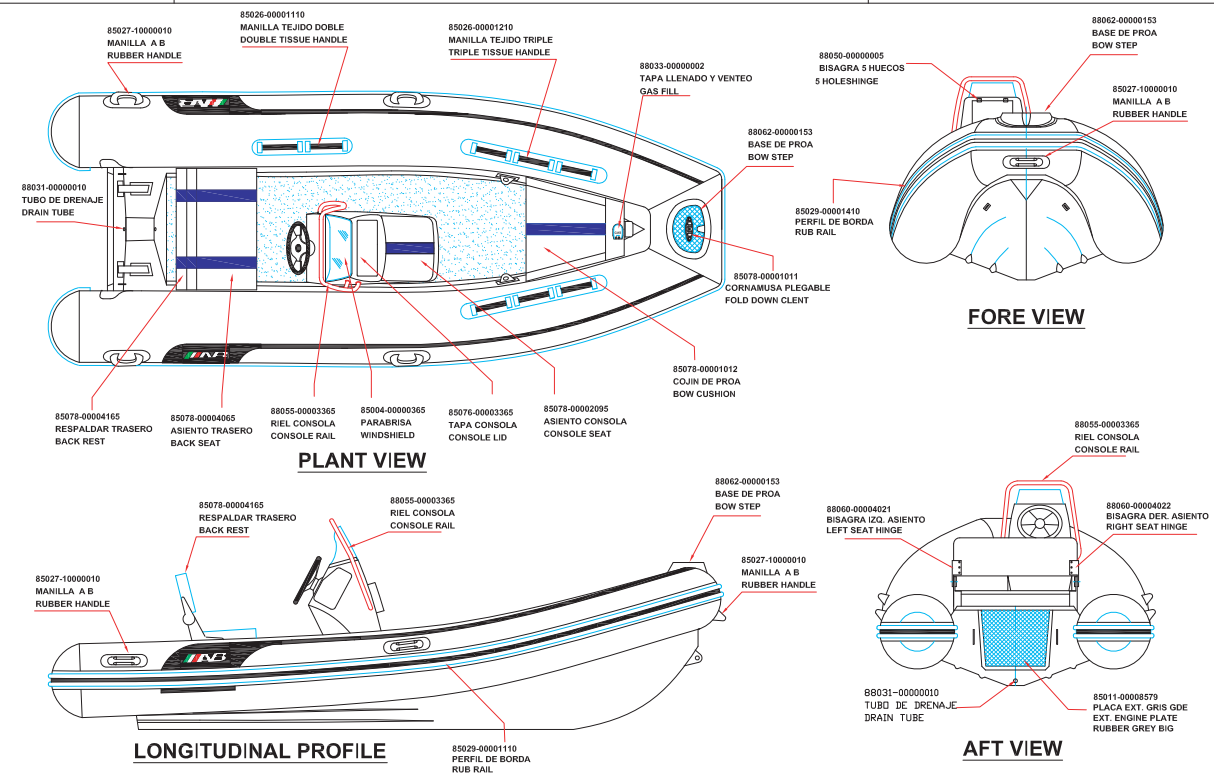 85026-00001110
MANILLA TEJIDO DOBLE
DOUBLE TISSUE HANDLE
85027-10000010
MANILLA A B
RUBBER HANDLE
85026-00001210
MANILLA TEJIDO TRIPLE
TRIPLE TISSUE HANDLE
88033-00000002
TAPA LLENADO Y VENTEO
GAS FILL
88062-00000153
BASE DE PROA
BOW STEP
88031-00000010
TUBO DE DRENAJE
DRAIN TUBE
85078-00001011
CORNAMUSA PLEGABLE
FOLD DOWN CLENT
85078-00001012
COJIN DE PROA
BOW CUSHION
85078-00004165
RESPALDAR TRASERO
BACK REST
85078-00004065
ASIENTO TRASERO
BACK SEAT
88055-00003365
RIEL CONSOLA
CONSOLE RAIL
85004-00000365
PARABRISA
WINDSHIELD
85076-00003365
TAPA CONSOLA
CONSOLE LID
85078-00002095
ASIENTO CONSOLA
CONSOLE SEAT
AB
AB
PLANT VIEW
88062-00000153
BASE DE PROA
BOW STEP
88050-00000005
BISAGRA 5 HUECOS
5 HOLESHINGE
85027-10000010
MANILLA A B
RUBBER HANDLE
85029-00001410
PERFIL DE BORDA
RUB RAIL
FORE VIEW
85078-00004165
RESPALDAR TRASERO
BACK REST
88055-00003365
RIEL CONSOLA
CONSOLE RAIL
88062-00000153
BASE DE PROA
BOW STEP
85027-10000010
MANILLA A B
RUBBER HANDLE
85027-10000010
MANILLA A B
RUBBER HANDLE
AB
85029-00001110
PERFIL DE BORDA
RUB RAIL
LONGITUDINAL PROFILE
88055-00003365
RIEL CONSOLA
CONSOLE RAIL
88060-00004021
BISAGRA IZQ. ASIENTO
LEFT SEAT HINGE
88060-00004022
BISAGRA DER. ASIENTO
RIGHT SEAT HINGE
88031-00000010
TUBO DE DRENAJE
DRAIN TUBE
85011-00008579
PLACA EXT. GRIS GDE
EXT. ENGINE PLATE
RUBBER GREY BIG
AFT VIEW